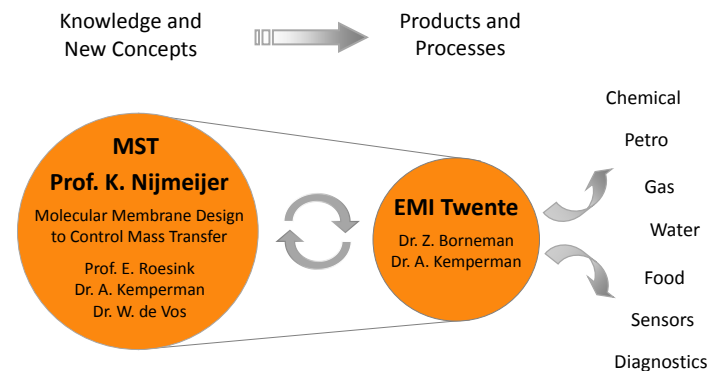 Knowledge and
New Concepts
Products and
Processes
MST
Prof. K. Nijmeijer
Molecular Membrane Design
to Control Mass Transfer
Prof. E. Roesink
Dr. A. Kemperman
Dr. W. de Vos
EMI Twente
Dr. Z. Borneman
Dr. A. Kemperman
Chemical
Petro
Gas
Water
Food
Sensors
Diagnostics